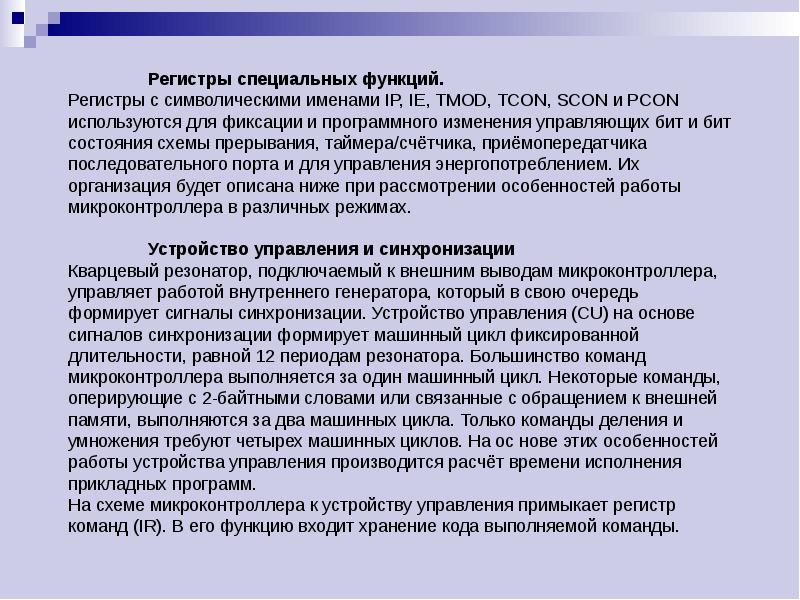 Регистры специальных функций.
Регистры с символическими именами IP, IE, TMOD, TCON, SCON и PCON
используются для фиксации и программного изменения управляющих бит и бит
состояния схемы прерывания, таймера/счётчика, приёмопередатчика
последовательного порта и для управления энергопотреблением. Их
организация будет описана ниже при рассмотрении особенностей работы
микроконтроллера в различных режимах.
Устройство управления и синхронизации
Кварцевый резонатор, подключаемый к внешним выводам микроконтроллера,
управляет работой внутреннего генератора, который в свою очередь
формирует сигналы синхронизации. Устройство управления (CU) на основе
сигналов синхронизации формирует машинный цикл фиксированной
длительности, равной 12 периодам резонатора. Большинство команд
микроконтроллера выполняется за один машинный цикл. Некоторые команды,
оперирующие с 2-байтными словами или связанные с обращением к внешней
памяти, выполняются за два машинных цикла. Только команды деления и
умножения требуют четырех машинных циклов. На ос нове этих особенностей
работы устройства управления производится расчёт времени исполнения
прикладных программ.
На схеме микроконтроллера к устройству управления примыкает регистр
команд (IR). В его функцию входит хранение кода выполняемой команды.